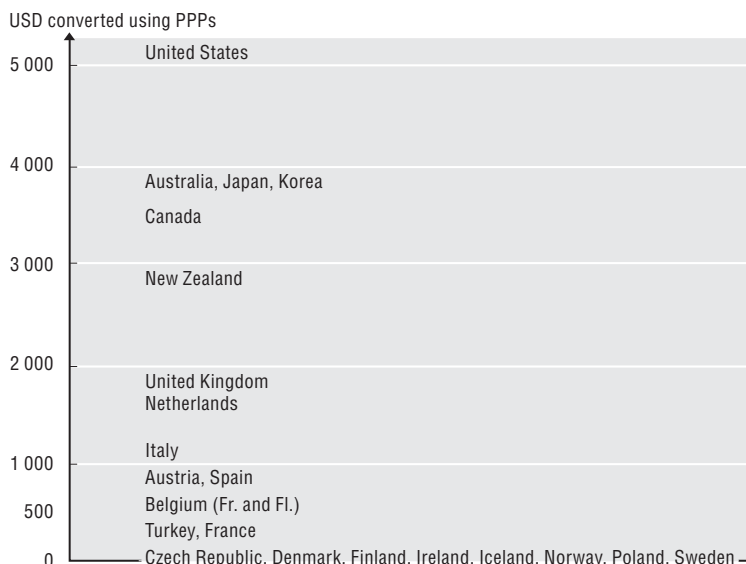 USD converted using PPPs
5 000
United States
4 000
Australia, Japan, Korea
Canada
3 000
New Zealand
2 000
United Kingdom
Netherlands
Italy
1 000
Austria, Spain
Belgium (Fr. and Fl.)
500
Turkey, France
0
Czech Republic, Denmark, Finland, Ireland, Iceland, Norway, Poland, Sweden